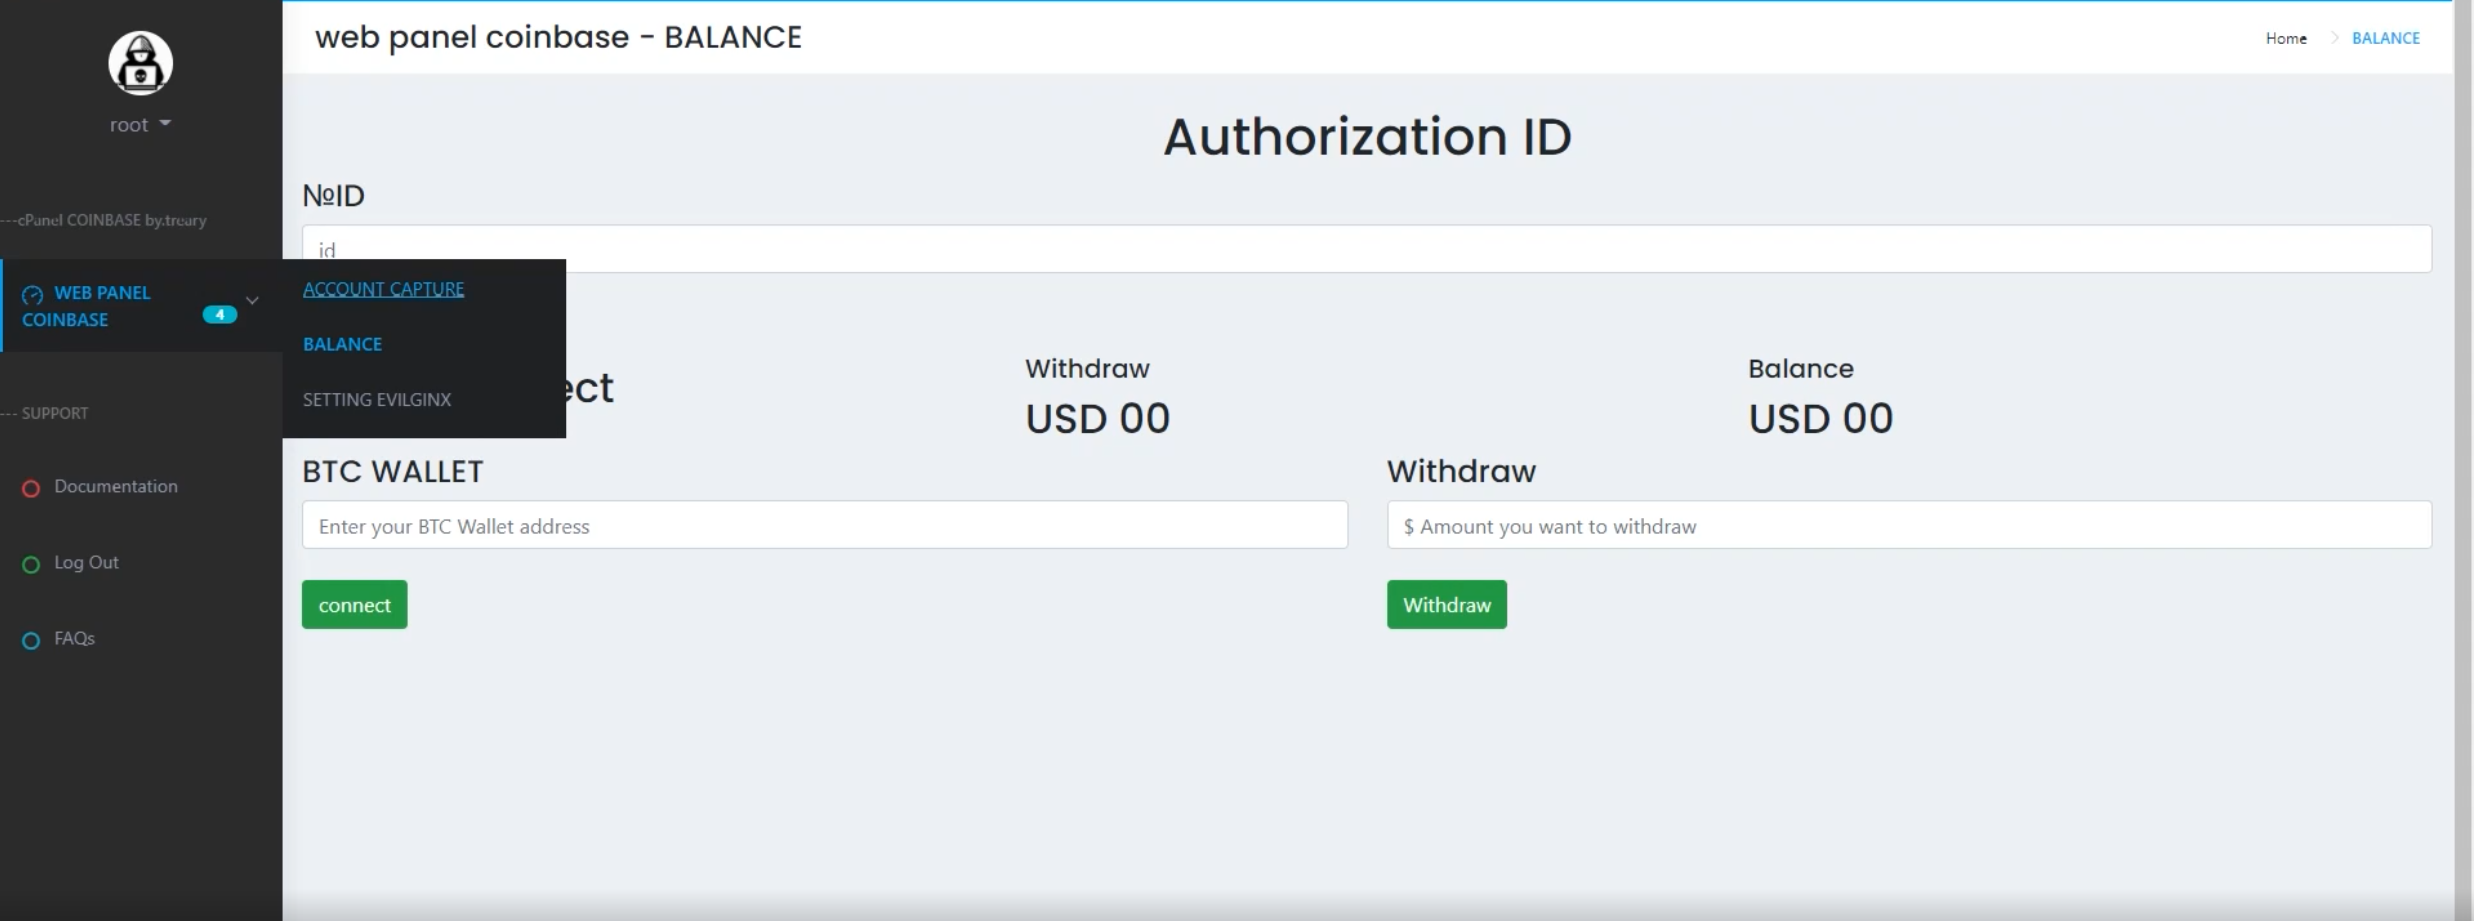 web panel coinbase - BALANCE
Home
BALANCE
root
---cPanel COINBASE by.treary
WEB PANEL
COINBASE
4
ACCOUNT CAPTURE
BALANCE
SETTING EVILGINX
--- SUPPORT
Documentation
Log Out
FAQs
Authorization ID
№ID
id
ect
Withdraw
USD 00
Balance
USD 00
BTC WALLET
Enter your BTC Wallet address
connect
Withdraw
$ Amount you want to withdraw
Withdraw